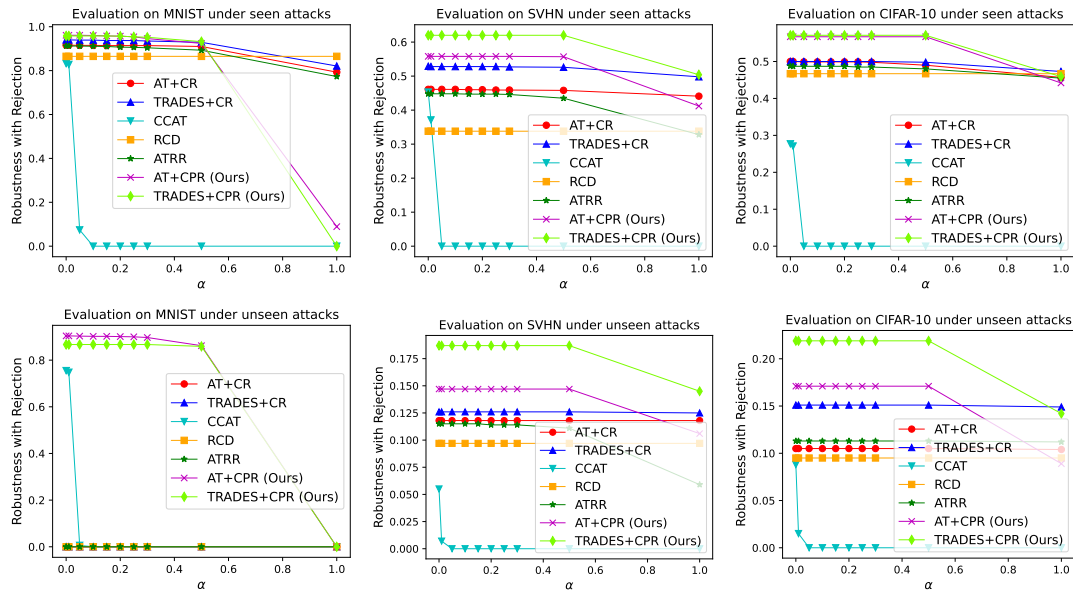 Evaluation on MNIST under seen attacks
Robustness with Rejection
1.0
0.8
0.6
0.4
0.2
0.0
AT+CR
TRADES+CR
CCAT
RCD
ATRR
AT+CPR (Ours)
TRADES+CPR (Ours)
0.0 0.2 0.4 0.6 0.8 1.0
α
Evaluation on SVHN under seen attacks
Robustness with Rejection
0.6
0.5
0.4
0.3
0.2
0.1
0.0
AT+CR
TRADES+CR
CCAT
RCD
ATRR
AT+CPR (Ours)
TRADES+CPR (Ours)
0.0 0.2 0.4 0.6 0.8 1.0
α
Evaluation on CIFAR-10 under seen attacks
Robustness with Rejection
0.5
0.4
0.3
0.2
0.1
0.0
AT+CR
TRADES+CR
CCAT
RCD
ATRR
AT+CPR (Ours)
TRADES+CPR (Ours)
0.0 0.2 0.4 0.6 0.8 1.0
α
Evaluation on MNIST under unseen attacks
Robustness with Rejection
0.8
0.6
0.4
0.2
0.0
AT+CR
TRADES+CR
CCAT
RCD
ATRR
AT+CPR (Ours)
TRADES+CPR (Ours)
0.0 0.2 0.4 0.6 0.8 1.0
α
Evaluation on SVHN under unseen attacks
Robustness with Rejection
0.175
0.150
0.125
0.100
0.075
0.050
0.025
0.000
AT+CR
TRADES+CR
CCAT
RCD
ATRR
AT+CPR (Ours)
TRADES+CPR (Ours)
0.0 0.2 0.4 0.6 0.8 1.0
α
Evaluation on CIFAR-10 under unseen attacks
Robustness with Rejection
0.20
0.15
0.10
0.05
0.00
AT+CR
TRADES+CR
CCAT
RCD
ATRR
AT+CPR (Ours)
TRADES+CPR (Ours)
0.0 0.2 0.4 0.6 0.8 1.0
α